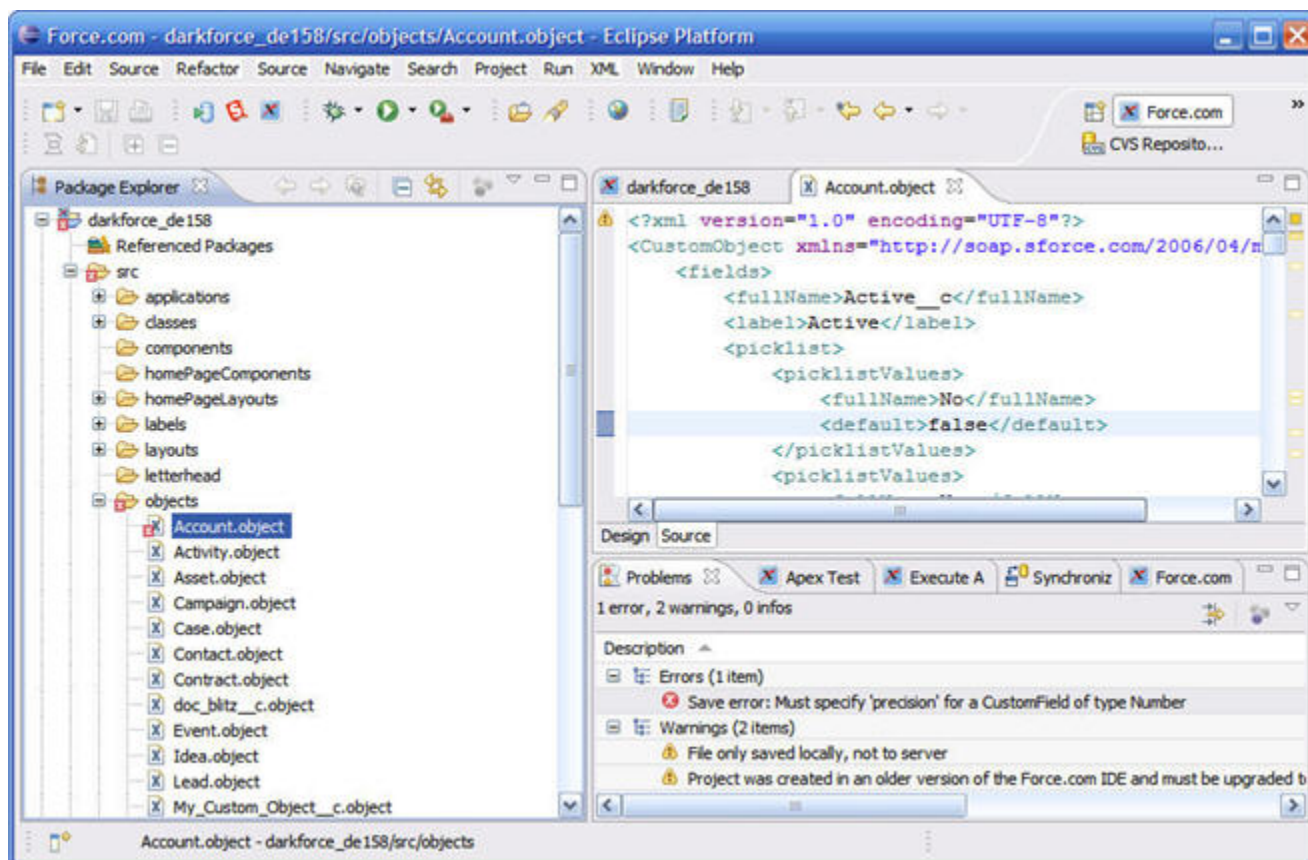 Force.com - darkforce_de158/src/objects/Account.object - Eclipse Platform
File Edit Source Refactor Source Navigate Search Project Run XML Window Help
Force.com
CVS Reposito...
Package Explorer
darkforce_de158
Referenced Packages
src
applications
classes
components
homePageComponents
homePageLayouts
labels
layouts
letterhead
objects
Account.object
Activity.object
Asset.object
Campaign.object
Case.object
Contact.object
Contract.object
doc_blitz__c.object
Event.object
Idea.object
Lead.object
My_Custom_Object__c.object
darkforce_de158 Account.object
<?xml version="1.0" encoding="UTF-8"?>
<CustomObject xmlns="http://soap.sforce.com/2006/04/m
<fields>
<fullName>Active__c</fullName>
<label>Active</label>
<picklist>
<picklistValues>
<fullName>No</fullName>
<default>false</default>
</picklistValues>
<picklistValues>
Design Source
Problems Apex Test Execute A Synchroniz Force.com
1 error, 2 warnings, 0 infos
Description
Errors (1 item)
Save error: Must specify 'precision' for a CustomField of type Number
Warnings (2 items)
File only saved locally, not to server
Project was created in an older version of the Force.com IDE and must be upgraded t
Account.object - darkforce_de158/src/objects